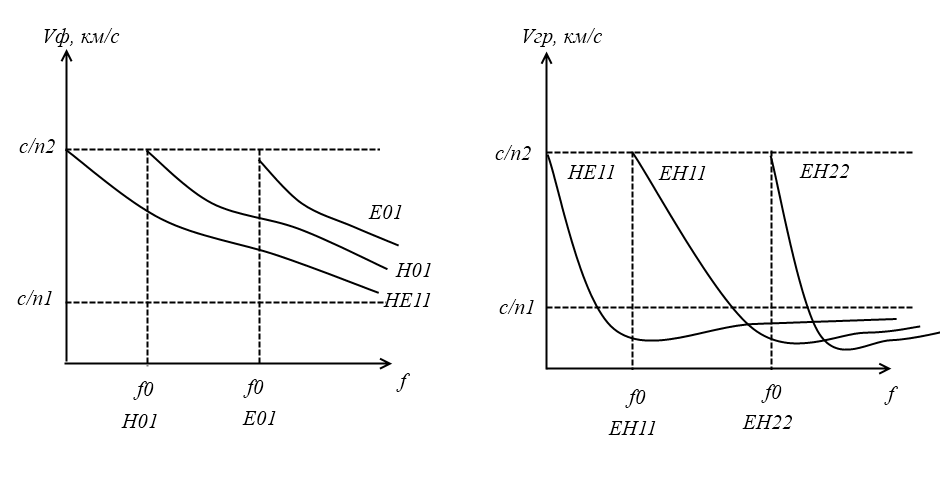 Vф, км/с
c/n2
E01
H01
HE11
c/n1
f
f0
H01
f0
E01
Vгр, км/с
c/n2
HE11
EH11
EH22
c/n1
f
f0
EH11
f0
EH22